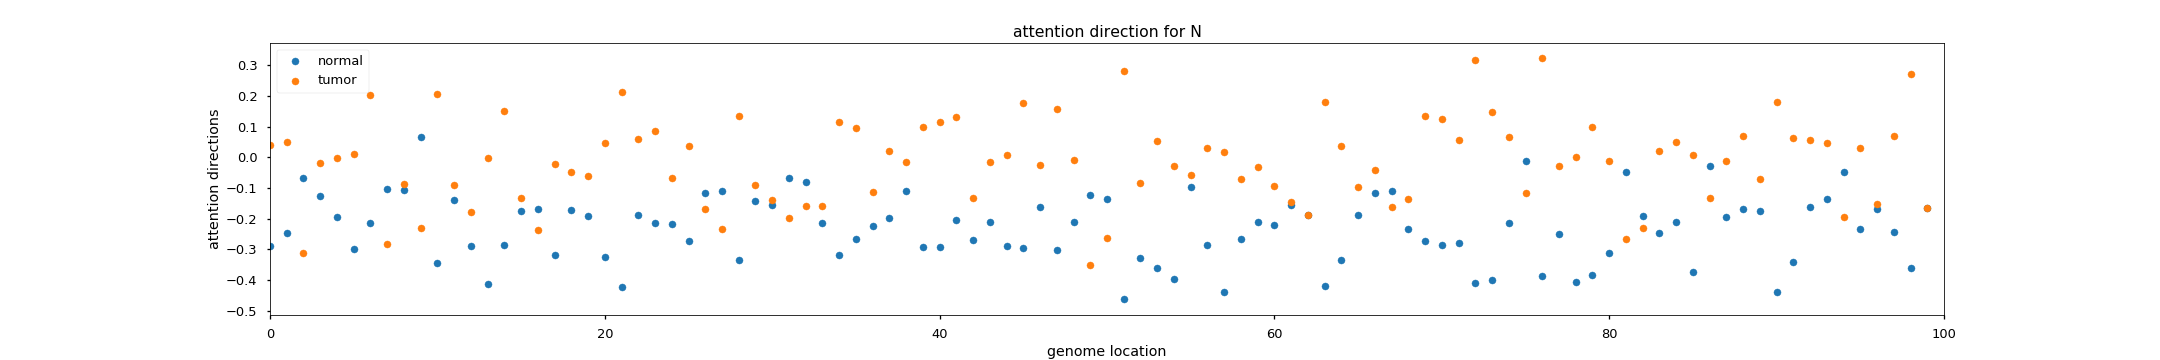 attention direction for N
normal
tumor
attention directions
0.3
0.2
0.1
0.0
−0.1
−0.2
−0.3
−0.4
−0.5
0 20 40 60 80 100
genome location